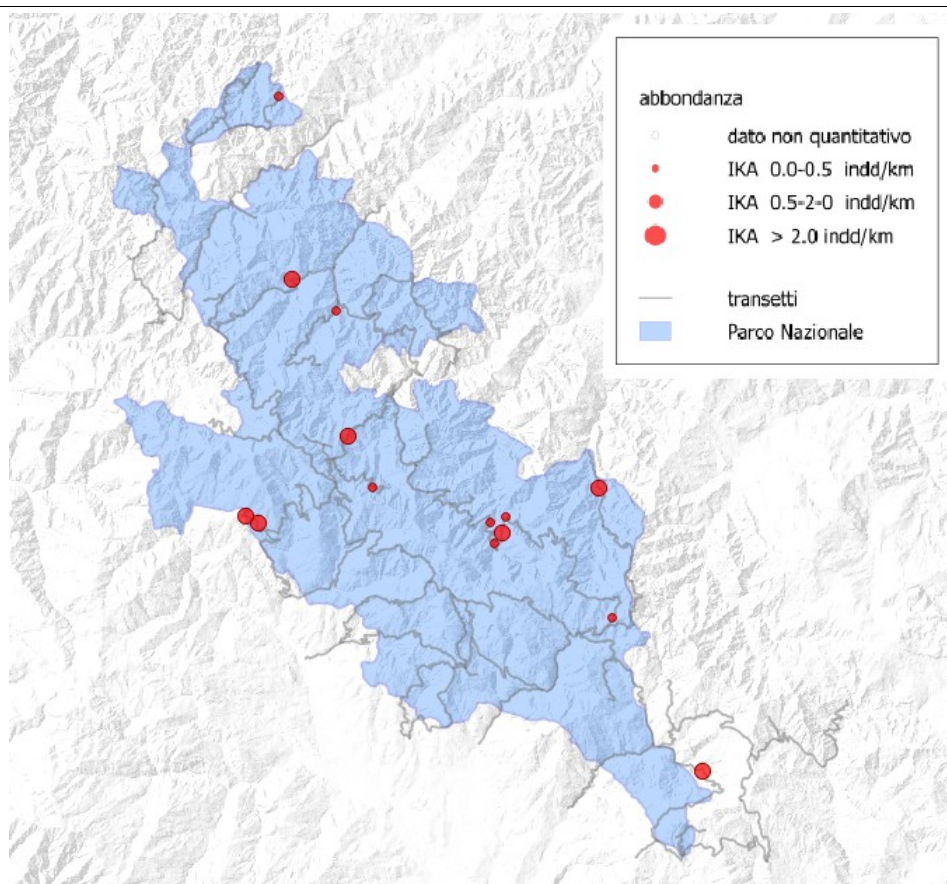 abbondanza
dato non quantitativo
IKA 0.0-0.5 indd/km
IKA 0.5-2-0 indd/km
IKA > 2.0 indd/km
transetti
Parco Nazionale